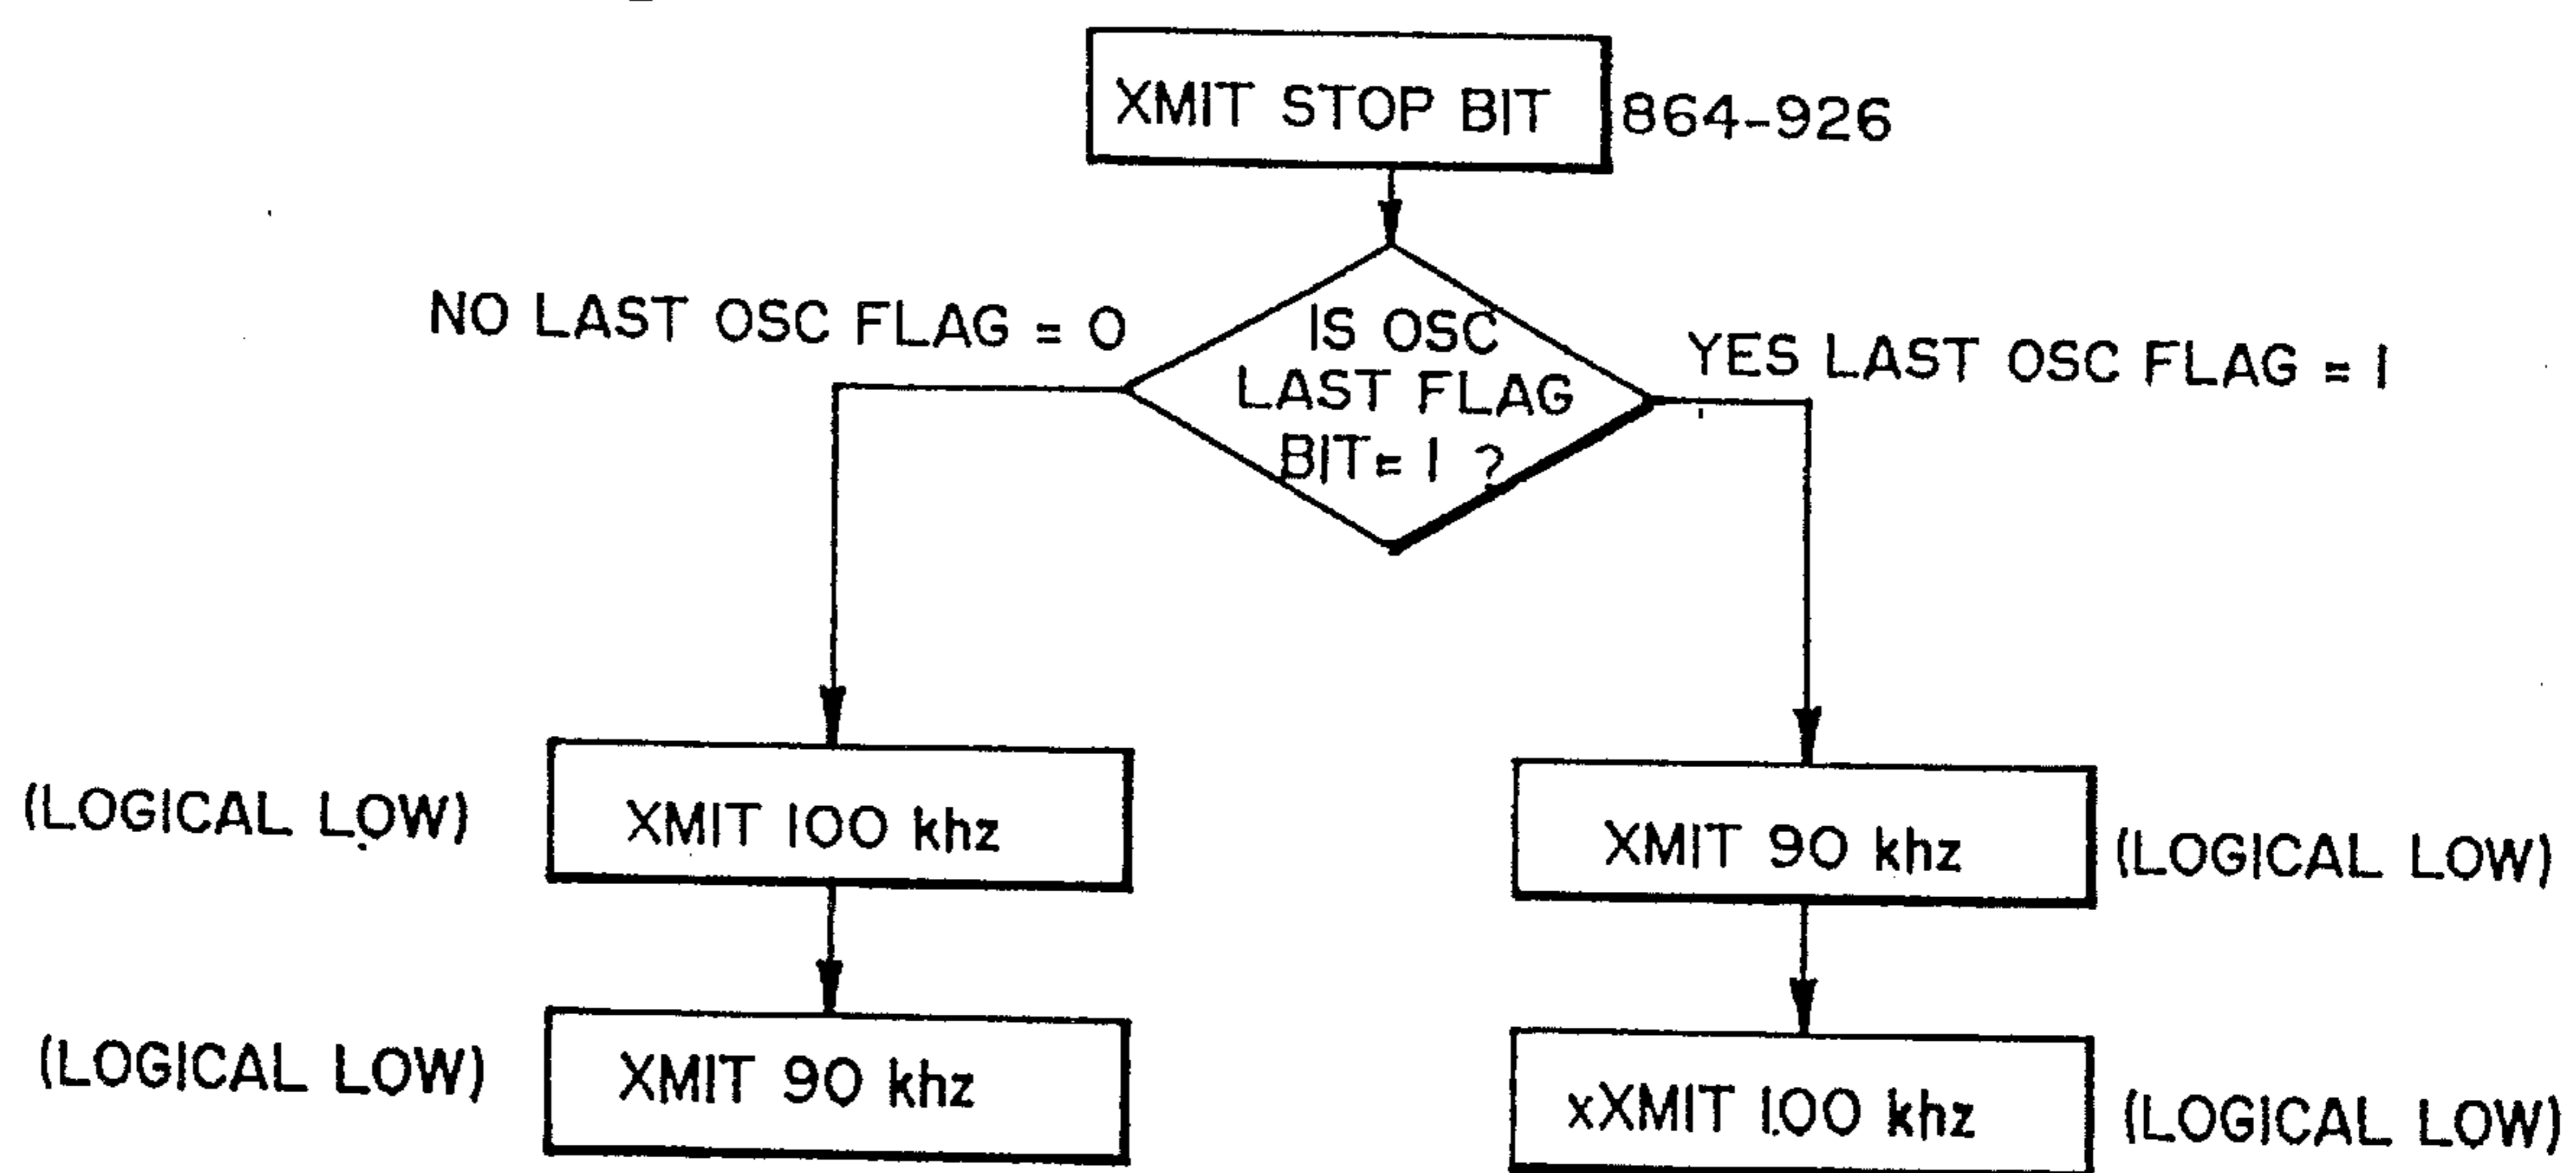 XMIT STOP BIT 864-926
NO LAST OSC FLAG = 0
IS OSC
LAST FLAG
BIT= 1 ?
YES LAST OSC FLAG = 1
(LOGICAL LOW) XMIT 100 khz
XMIT 90 khz (LOGICAL LOW)
(LOGICAL LOW) XMIT 90 khz
xXMIT 100 khz (LOGICAL LOW)